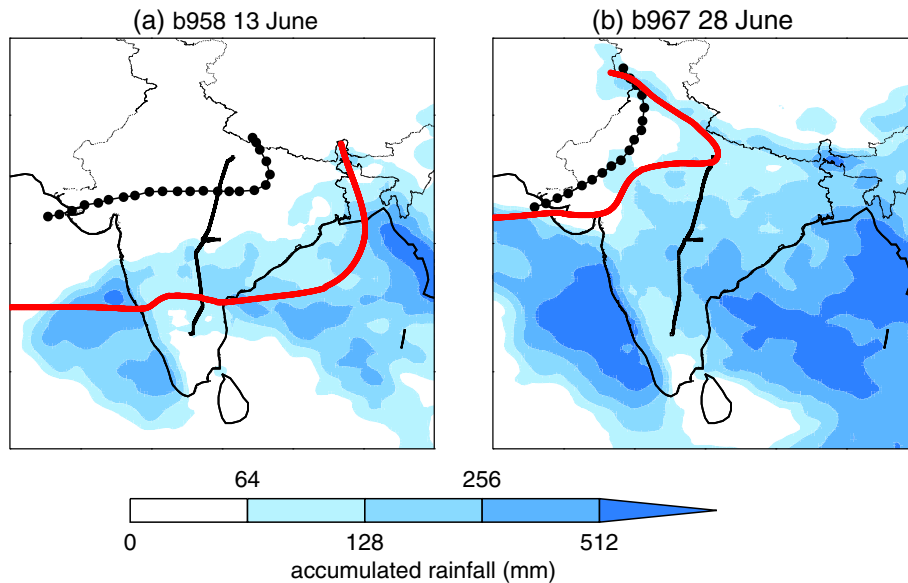 (a) b958 13 June
(b) b967 28 June
64 256
0 128 512
accumulated rainfall (mm)